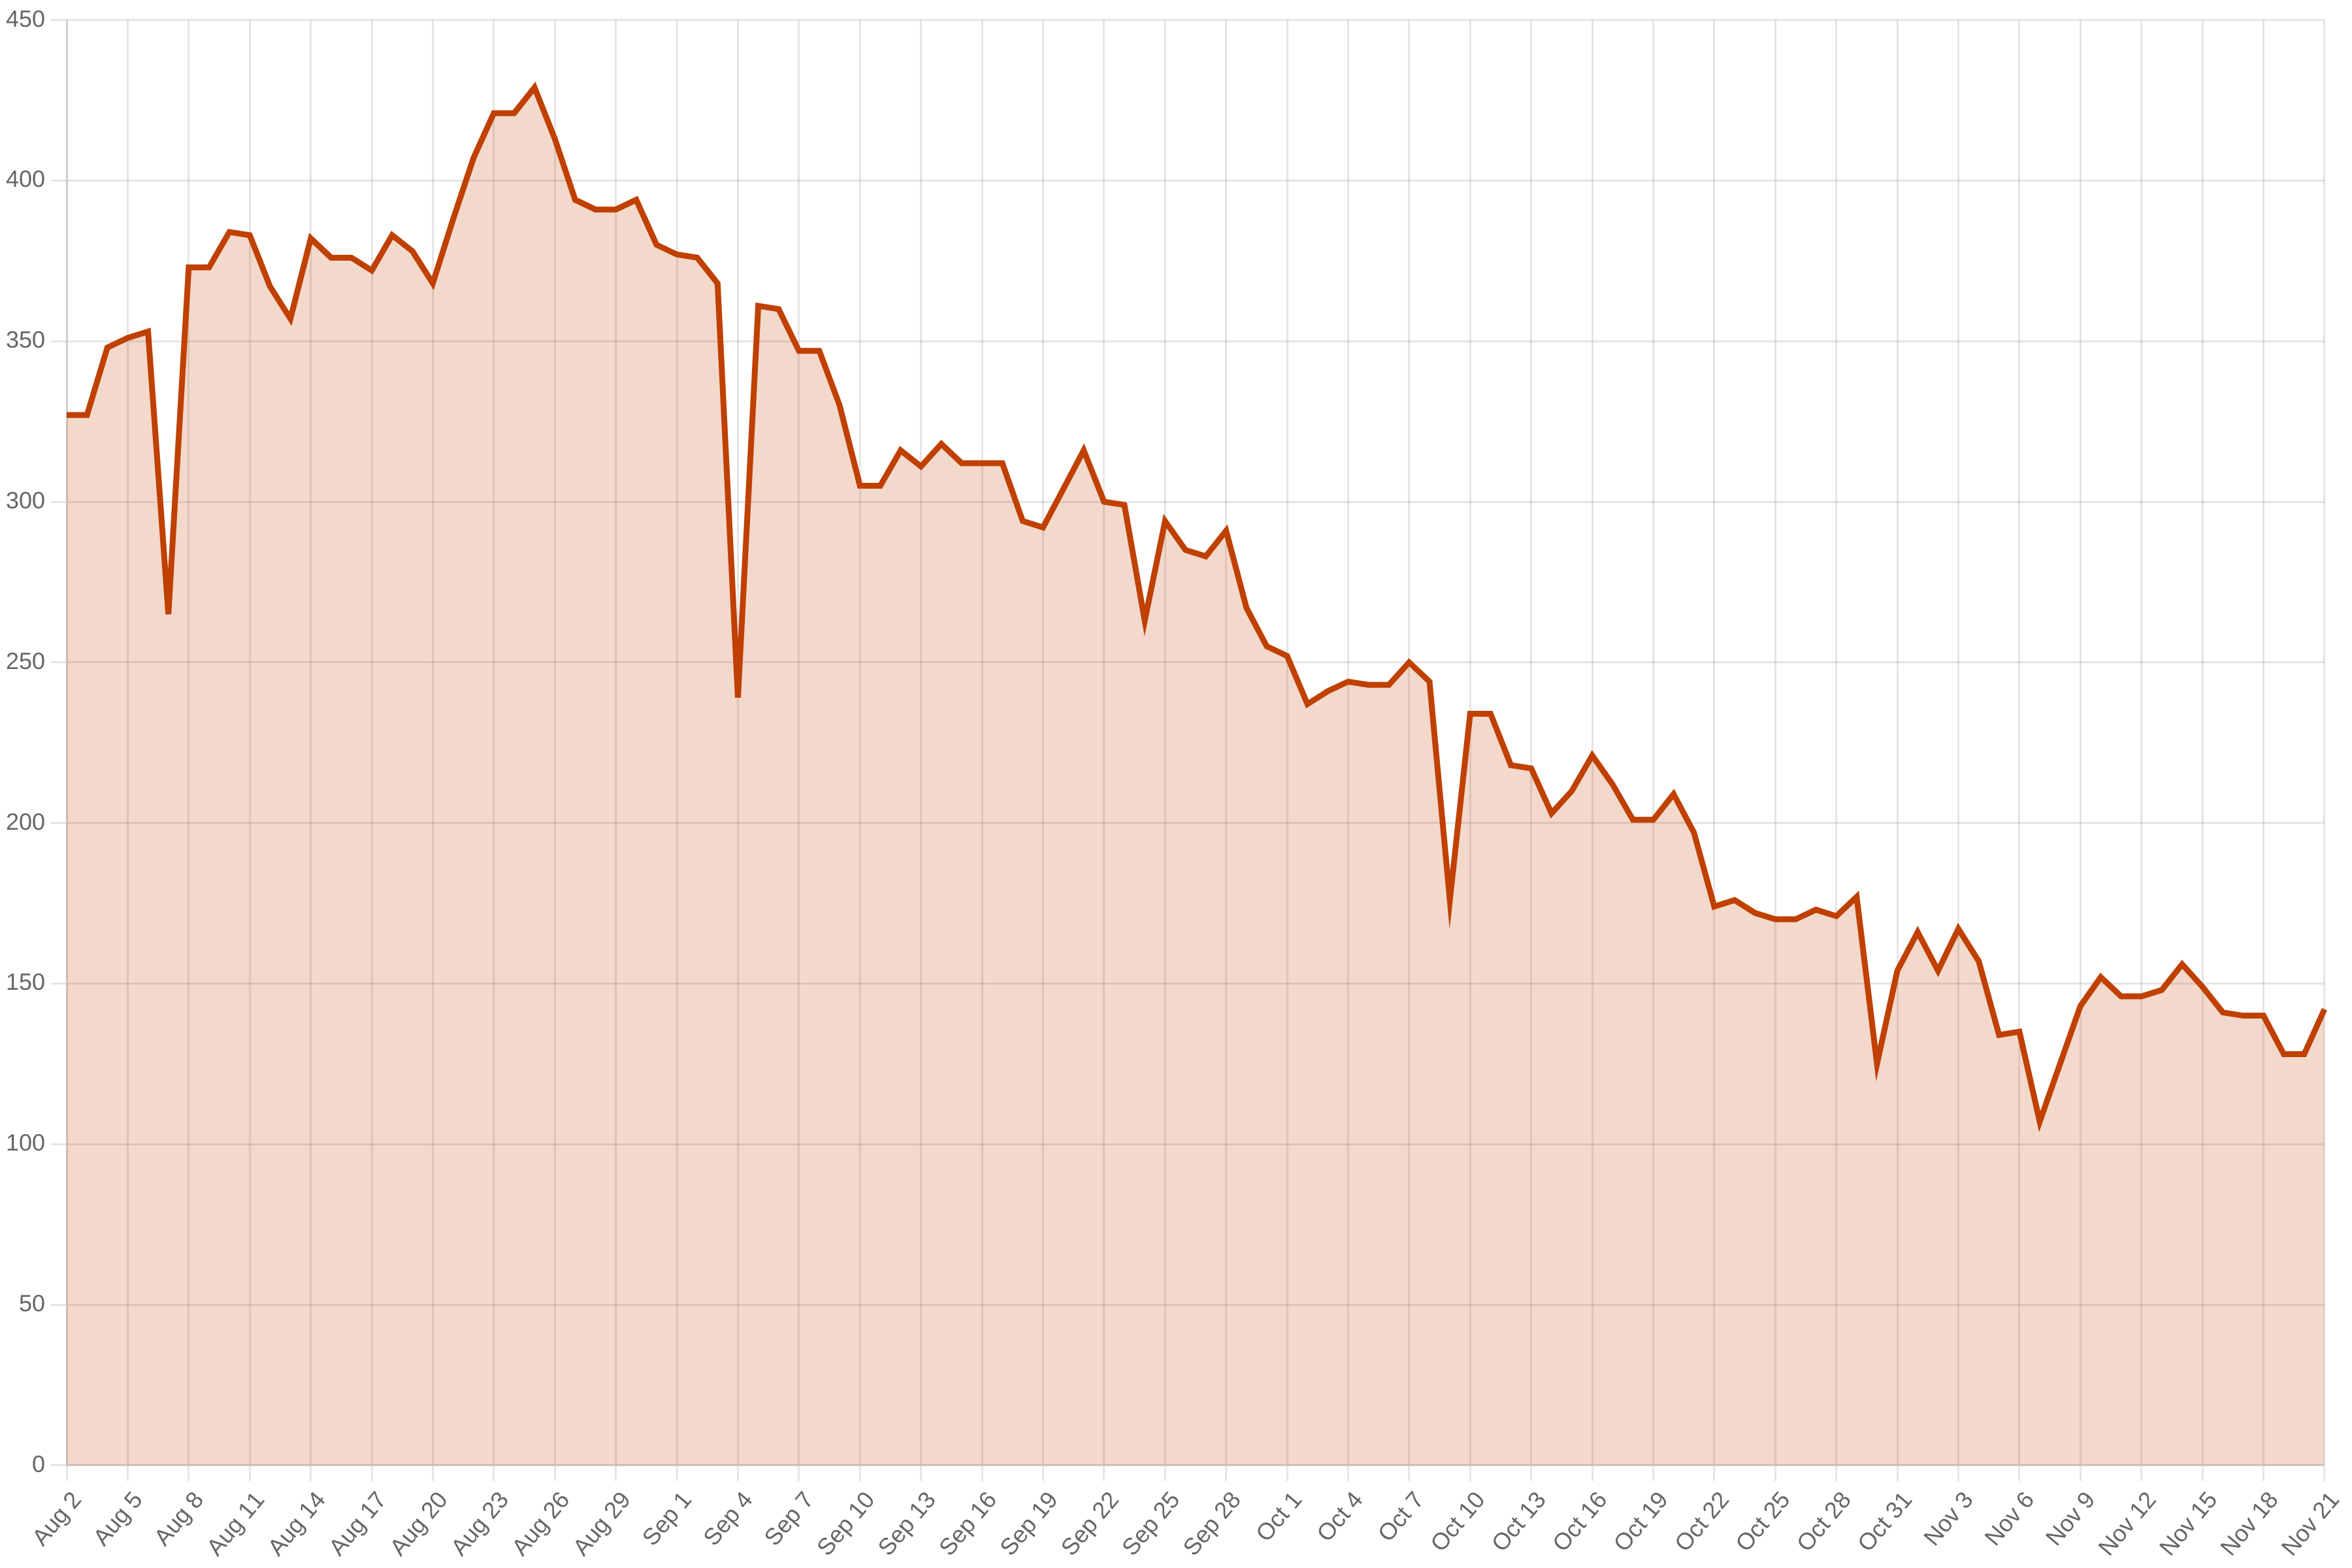 450
400
350
300
250
200
150
100
50
0
Aug 2
Aug 5
Aug 8
Aug 11
Aug 14
Aug 17
Aug 20
Aug 23
Aug 26
Aug 29
Sep 1
Sep 4
Sep 7
Sep 10
Sep 13
Sep 16
Sep 19
Sep 22
Sep 25
Sep 28
Oct 1
Oct 4
Oct 7
Oct 10
Oct 13
Oct 16
Oct 19
Oct 22
Oct 25
Oct 28
Oct 31
Nov 3
Nov 6
Nov 9
Nov 12
Nov 15
Nov 18
Nov 21